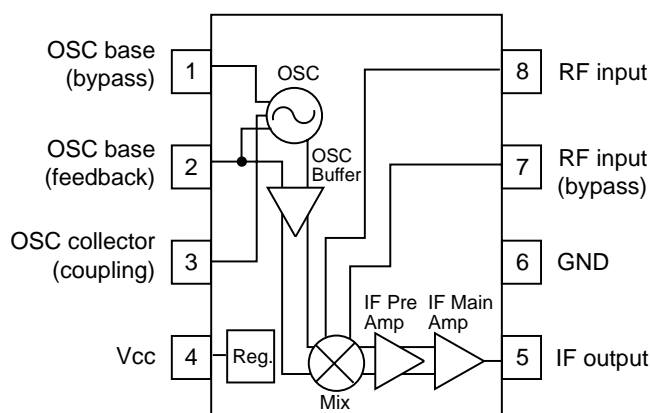 OSC base
(bypass)
1
OSC
8
RF input
OSC base
(feedback)
2
OSC
Buffer
7
RF input
(bypass)
OSC collector
(coupling)
3
6
GND
IF Pre
Amp
IF Main
Amp
Vcc
4
Reg.
Mix
5
IF output